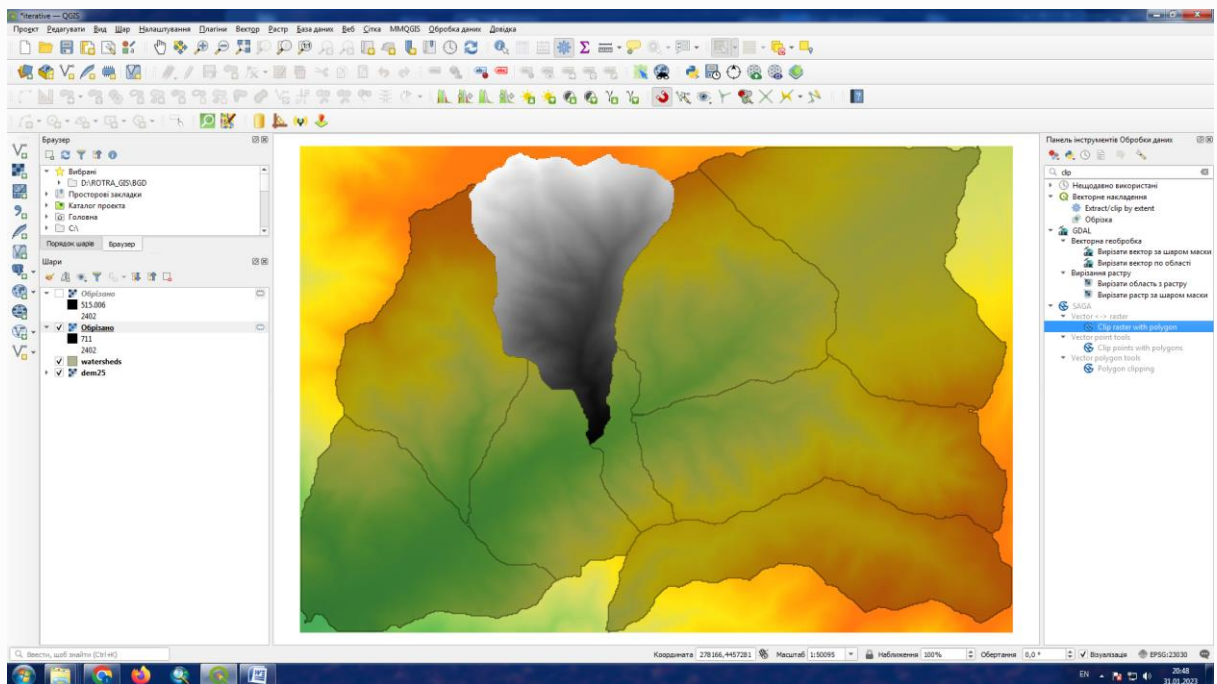 *iterative — QGIS
Проєкт Редагувати Вид Шар Налаштування Плагіни Вектор Растр База даних Веб Сітка MMQGIS Обробка даних Довідка
Браузер
Вибрані
D:\ROTRA_GIS\BGD
Просторові закладки
Каталог проекта
Головна
C:\
Порядок шарів Браузер
Шари
Обрізано
515.006
2402
Обрізано
711
2402
watersheds
dem25
Панель інструментів Обробки даних
clip
Нещодавно використані
Векторне накладення
Extract/clip by extent
Обрізка
GDAL
Векторна геобробка
Вирізати вектор за шаром маски
Вирізати вектор по області
Вирізання растру
Вирізати область з растру
Вирізати растр за шаром маски
SAGA
Vector <-> raster
Clip raster with polygon
Vector point tools
Clip points with polygons
Vector polygon tools
Polygon clipping
Ввести, щоб знайти (Ctrl+K)
Координата 278166,4457281 Масштаб 1:50095 Наближення 100% Обертання 0,0 ° Візуалізація EPSG:23030
EN 20:48
31.01.2023